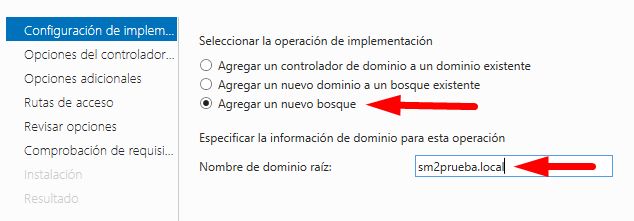 Configuración de implem...
Opciones del controlador...
Opciones adicionales
Rutas de acceso
Revisar opciones
Comprobación de requisi...
Instalación
Resultado
Seleccionar la operación de implementación
Agregar un controlador de dominio a un dominio existente
Agregar un nuevo dominio a un bosque existente
Agregar un nuevo bosque
Especificar la información de dominio para esta operación
Nombre de dominio raíz:
sm2prueba.local